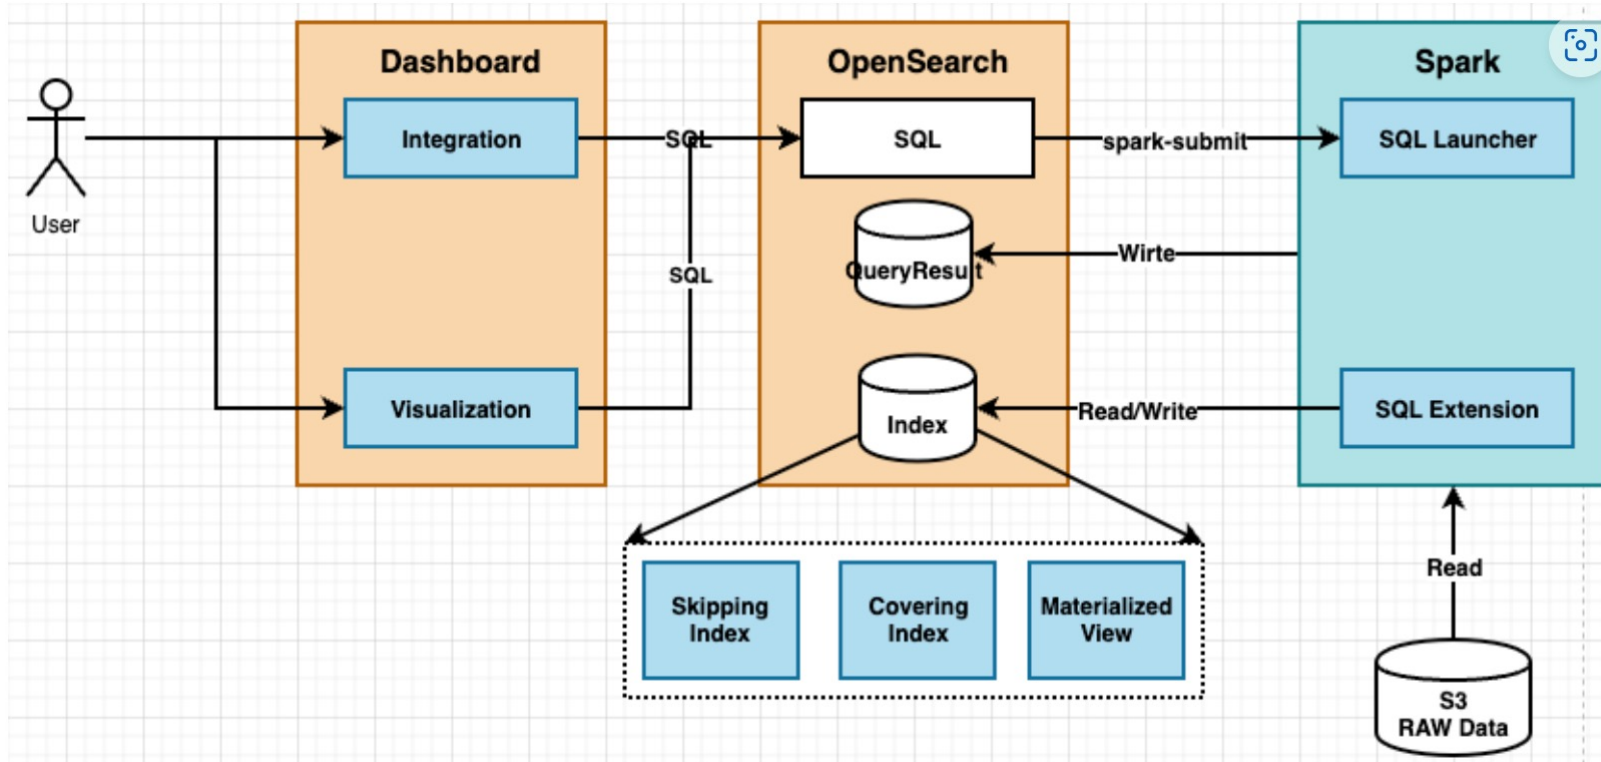 Dashboard
OpenSearch
Spark
Integration
SQL
SQL
spark-submit
SQL Launcher
User
QueryResult
Wirte
SQL
Visualization
Index
Read/Write
SQL Extension
Skipping
Index
Covering
Index
Materialized
View
Read
S3
RAW Data